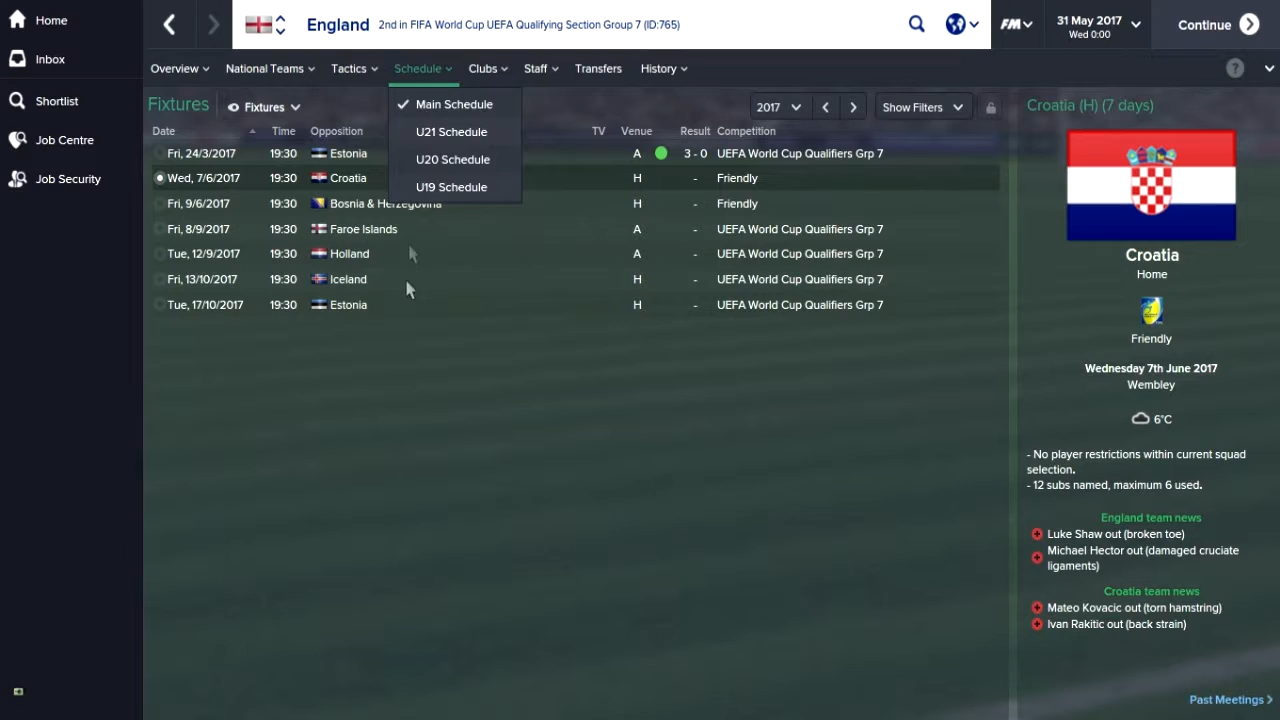 Home
England
2nd in FIFA World Cup UEFA Qualifying Section Group 7 (ID:765)
FM
31 May 2017
Wed 0:00
Continue
Inbox
Shortlist
Job Centre
Job Security
Overview National Teams Tactics Schedule Clubs Staff Transfers History ?
Fixtures Fixtures 2017 Show Filters
Main Schedule
U21 Schedule
U20 Schedule
U19 Schedule
Date Time Opposition TV Venue Result Competition
Fri, 24/3/2017 19:30 Estonia A 3 - 0 UEFA World Cup Qualifiers Grp 7
Wed, 7/6/2017 19:30 Croatia H - Friendly
Fri, 9/6/2017 19:30 Bosnia & Herzegovina H - Friendly
Fri, 8/9/2017 19:30 Faroe Islands A - UEFA World Cup Qualifiers Grp 7
Tue, 12/9/2017 19:30 Holland A - UEFA World Cup Qualifiers Grp 7
Fri, 13/10/2017 19:30 Iceland H - UEFA World Cup Qualifiers Grp 7
Tue, 17/10/2017 19:30 Estonia H - UEFA World Cup Qualifiers Grp 7
Croatia (H) (7 days)
Croatia
Home
Friendly
Wednesday 7th June 2017
Wembley
6°C
- No player restrictions within current squad
selection.
- 12 subs named, maximum 6 used.
England team news
Luke Shaw out (broken toe)
Michael Hector out (damaged cruciate
ligaments)
Croatia team news
Mateo Kovacic out (torn hamstring)
Ivan Rakitic out (back strain)
Past Meetings